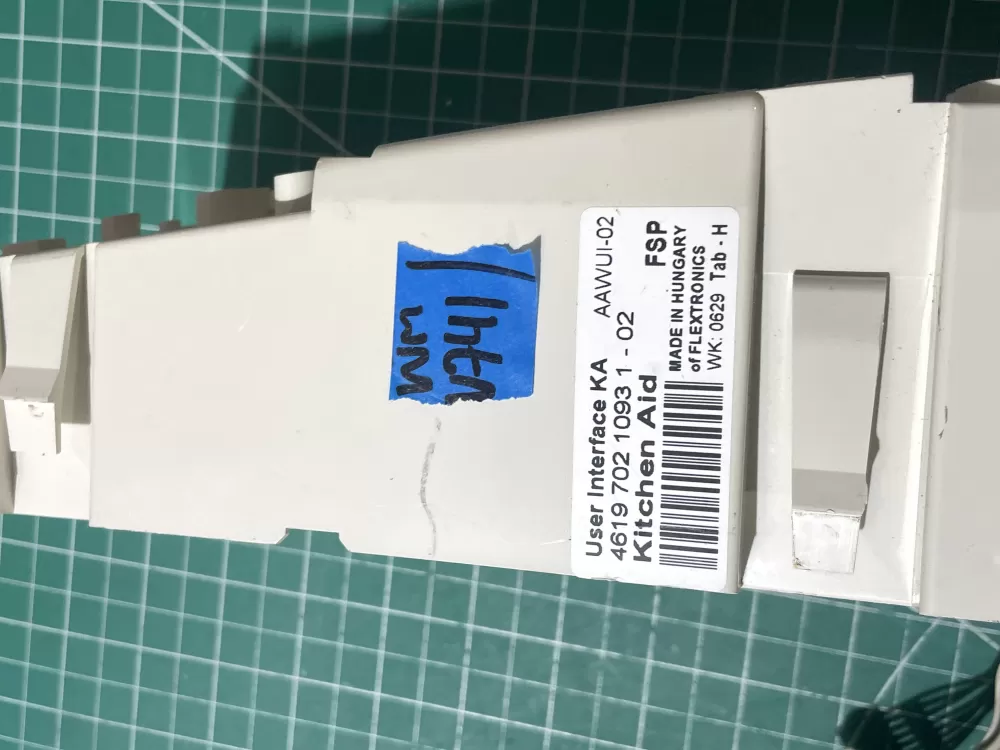 User Interface KA AAWUI-02
4619 702 1093 1 - 02
Kitchen Aid FSP
MADE IN HUNGARY
of FLEXTRONICS
WK: 0629 Tab - H